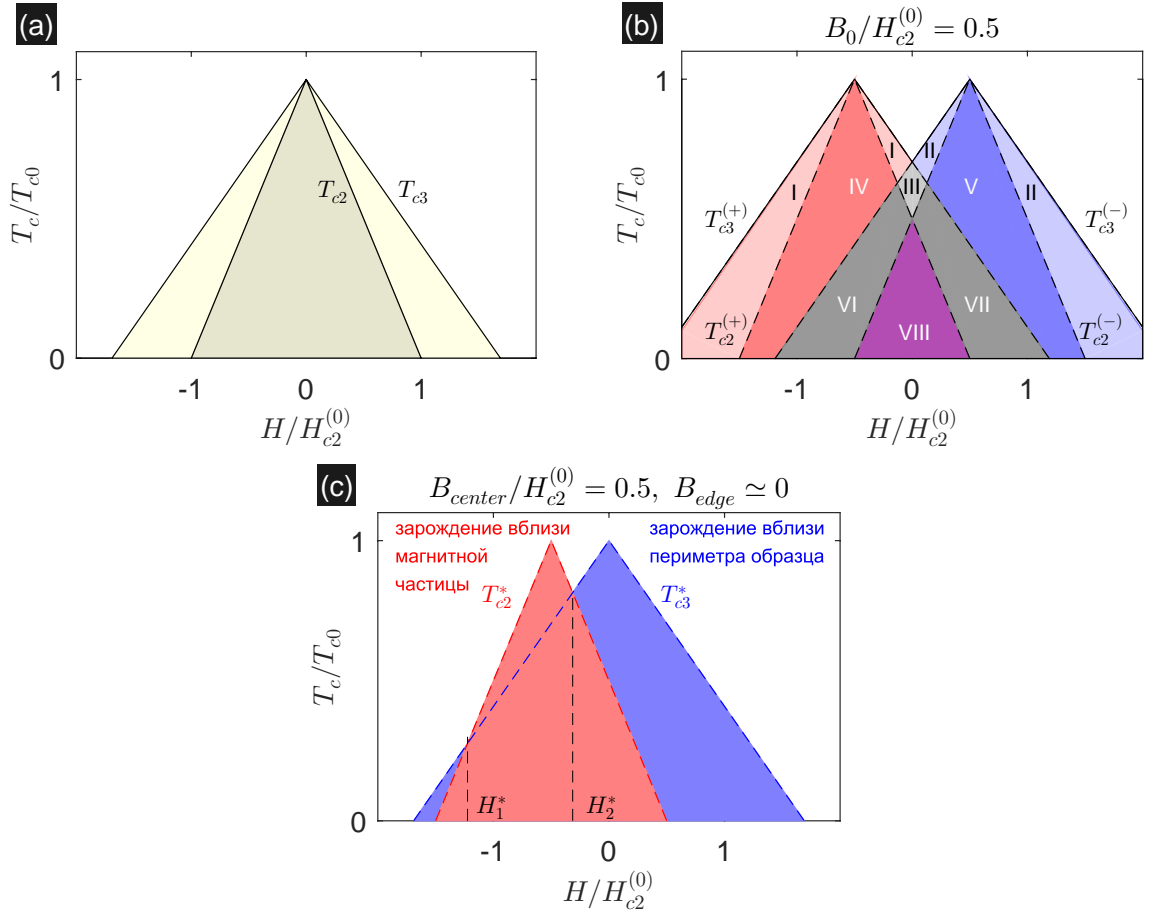 (a)
T_{c2}
T_{c3}
T_c/T_{c0}
1
0
-1 0 1
H/H_{c2}^{(0)}
(b)
B_0/H_{c2}^{(0)} = 0.5
I II
I IV III V II
T_{c3}^{(+)} T_{c3}^{(-)}
VI VII
T_{c2}^{(+)} VIII T_{c2}^{(-)}
T_c/T_{c0}
1
0
-1 0 1
H/H_{c2}^{(0)}
(c)
B_{center}/H_{c2}^{(0)} = 0.5, B_{edge} ≃ 0
зарождение вблизи
магнитной
частицы
зарождение вблизи
периметра образца
T_{c2}^*
T_{c3}^*
H_1^* H_2^*
T_c/T_{c0}
1
0
-1 0 1
H/H_{c2}^{(0)}